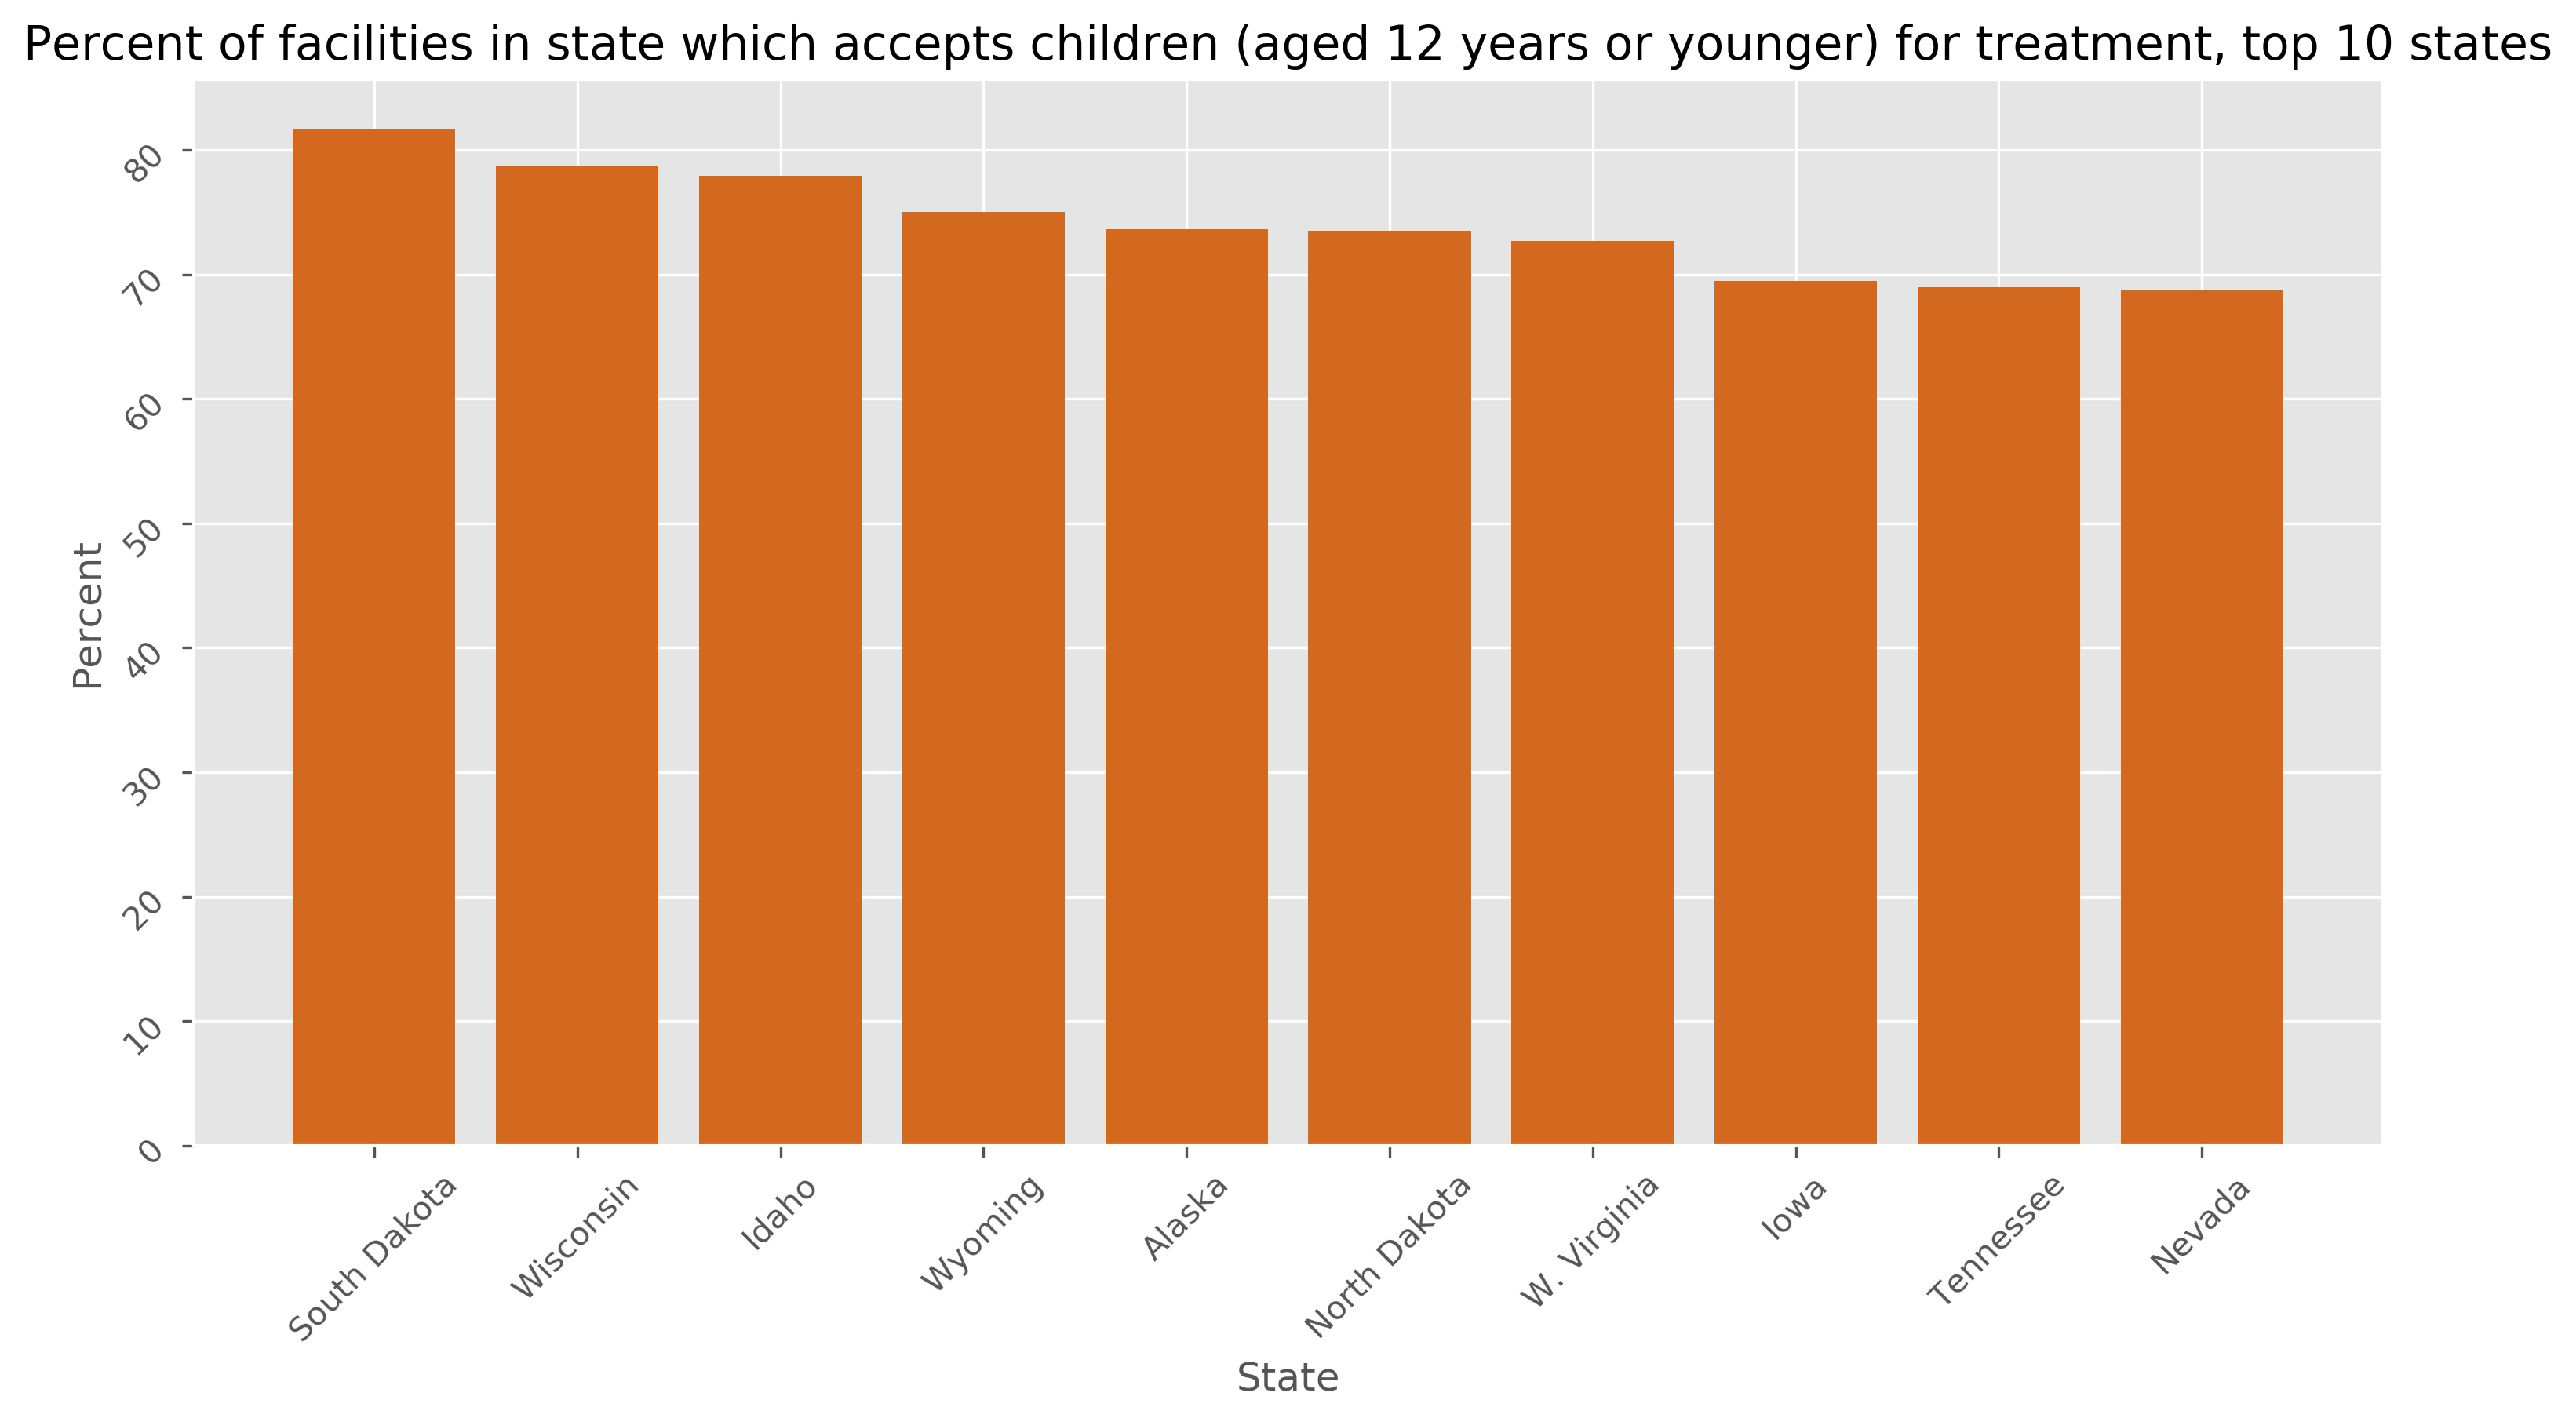 Percent of facilities in state which accepts children (aged 12 years or younger) for treatment, top 10 states
Percent
80
70
60
50
40
30
20
10
0
South Dakota
Wisconsin
Idaho
Wyoming
Alaska
North Dakota
W. Virginia
Iowa
Tennessee
Nevada
State